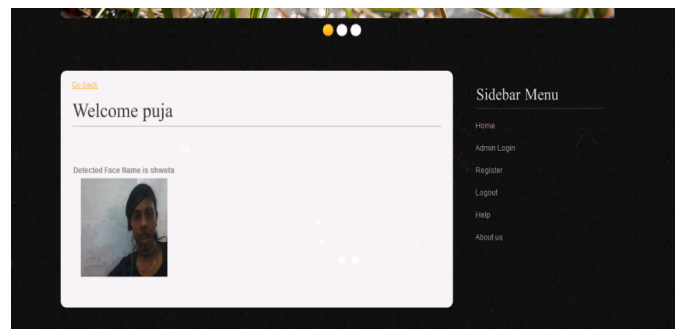 Go back
Welcome puja
Detected Face Name is shweta
Sidebar Menu
Home
Admin Login
Register
Logout
Help
About us